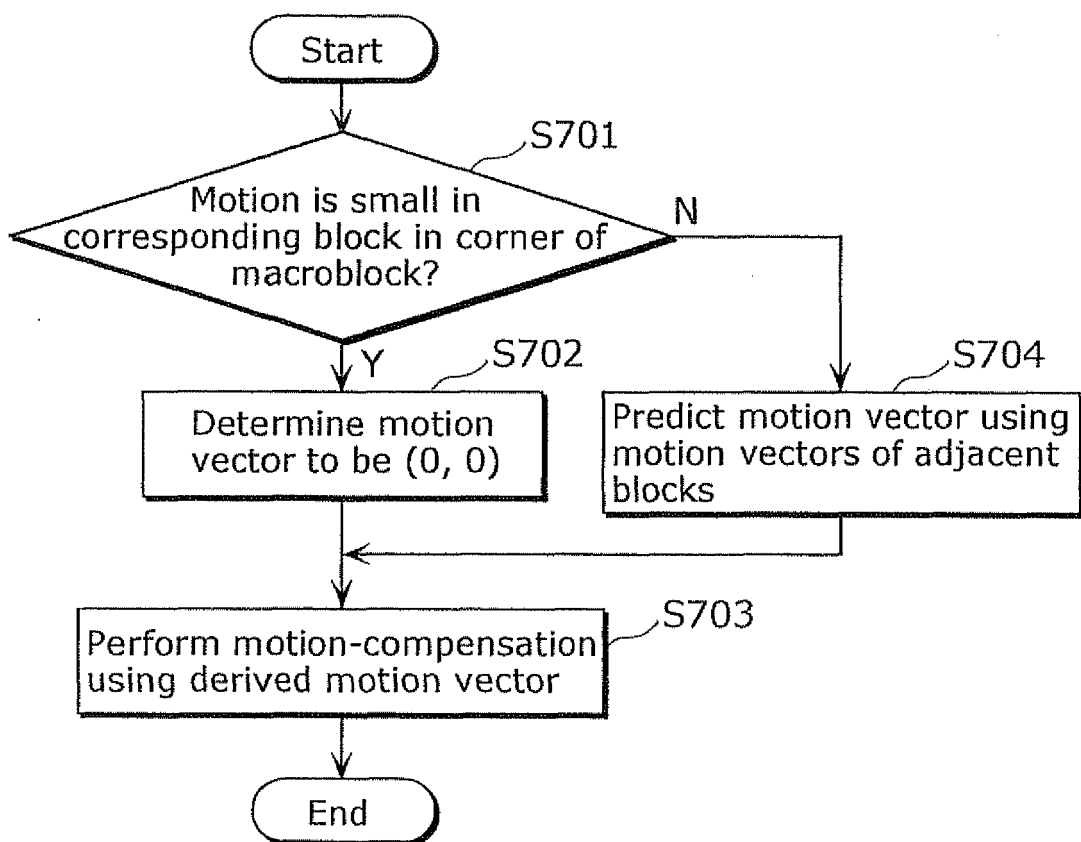 Start
S701
Motion is small in
corresponding block in corner of
macroblock?
N
Y
S702
Determine motion
vector to be (0, 0)
S704
Predict motion vector using
motion vectors of adjacent
blocks
S703
Perform motion-compensation
using derived motion vector
End